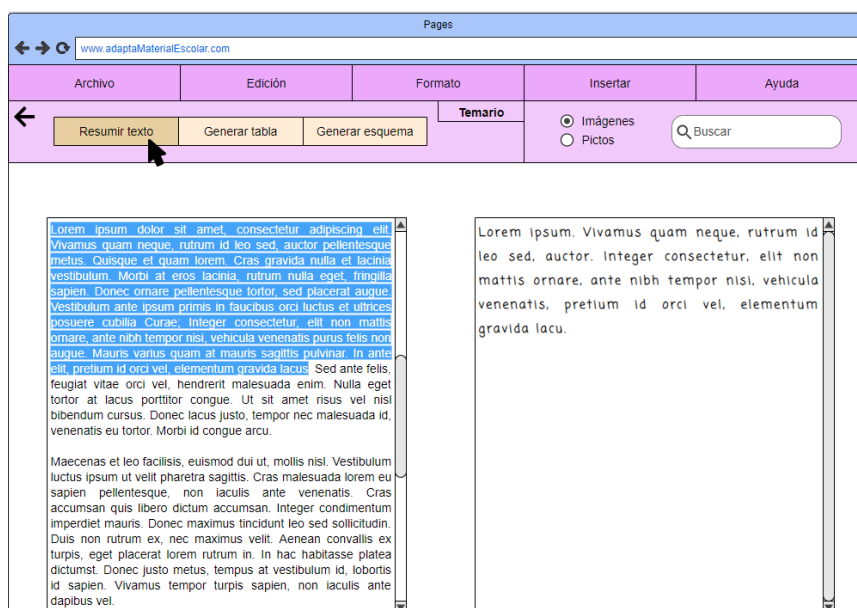 Pages
www.adaptaMaterialEscolar.com
Archivo Edición Formato Insertar Ayuda
Resumir texto Generar tabla Generar esquema Temario
Imágenes
Pictos
Buscar
Lorem ipsum dolor sit amet, consectetur adipiscing elit.
Vivamus quam neque, rutrum id leo sed, auctor pellentesque
metus. Quisque et quam lorem. Cras gravida nulla et lacinia
vestibulum. Morbi at eros lacinia, rutrum nulla eget, fringilla
sapien. Donec ornare pellentesque tortor, sed placerat augue.
Vestibulum ante ipsum primis in faucibus orci luctus et ultrices
posuere cubilia Curae; Integer consectetur, elit non mattis
ornare, ante nibh tempor nisi, vehicula venenatis purus felis non
augue. Mauris varius quam at mauris sagittis pulvinar. In ante
elit, pretium id orci vel, elementum gravida lacus. Sed ante felis,
feugiat vitae orci vel, hendrerit malesuada enim. Nulla eget
tortor at lacus porttitor congue. Ut sit amet risus vel nisl
bibendum cursus. Donec lacus justo, tempor nec malesuada id,
venenatis eu tortor. Morbi id congue arcu.
Maecenas et leo facilisis, euismod dui ut, mollis nisl. Vestibulum
luctus ipsum ut velit pharetra sagittis. Cras malesuada lorem eu
sapien pellentesque, non iaculis ante venenatis. Cras
accumsan quis libero dictum accumsan. Integer condimentum
imperdiet mauris. Donec maximus tincidunt leo sed sollicitudin.
Duis non rutrum ex, nec maximus velit. Aenean convallis ex
turpis, eget placerat lorem rutrum in. In hac habitasse platea
dictumst. Donec justo metus, tempus at vestibulum id, lobortis
id sapien. Vivamus tempor turpis sapien, non iaculis ante
dapibus vel.
Lorem ipsum. Vivamus quam neque, rutrum id
leo sed, auctor. Integer consectetur, elit non
mattis ornare, ante nibh tempor nisi, vehicula
venenatis, pretium id orci vel, elementum
gravida lacu.